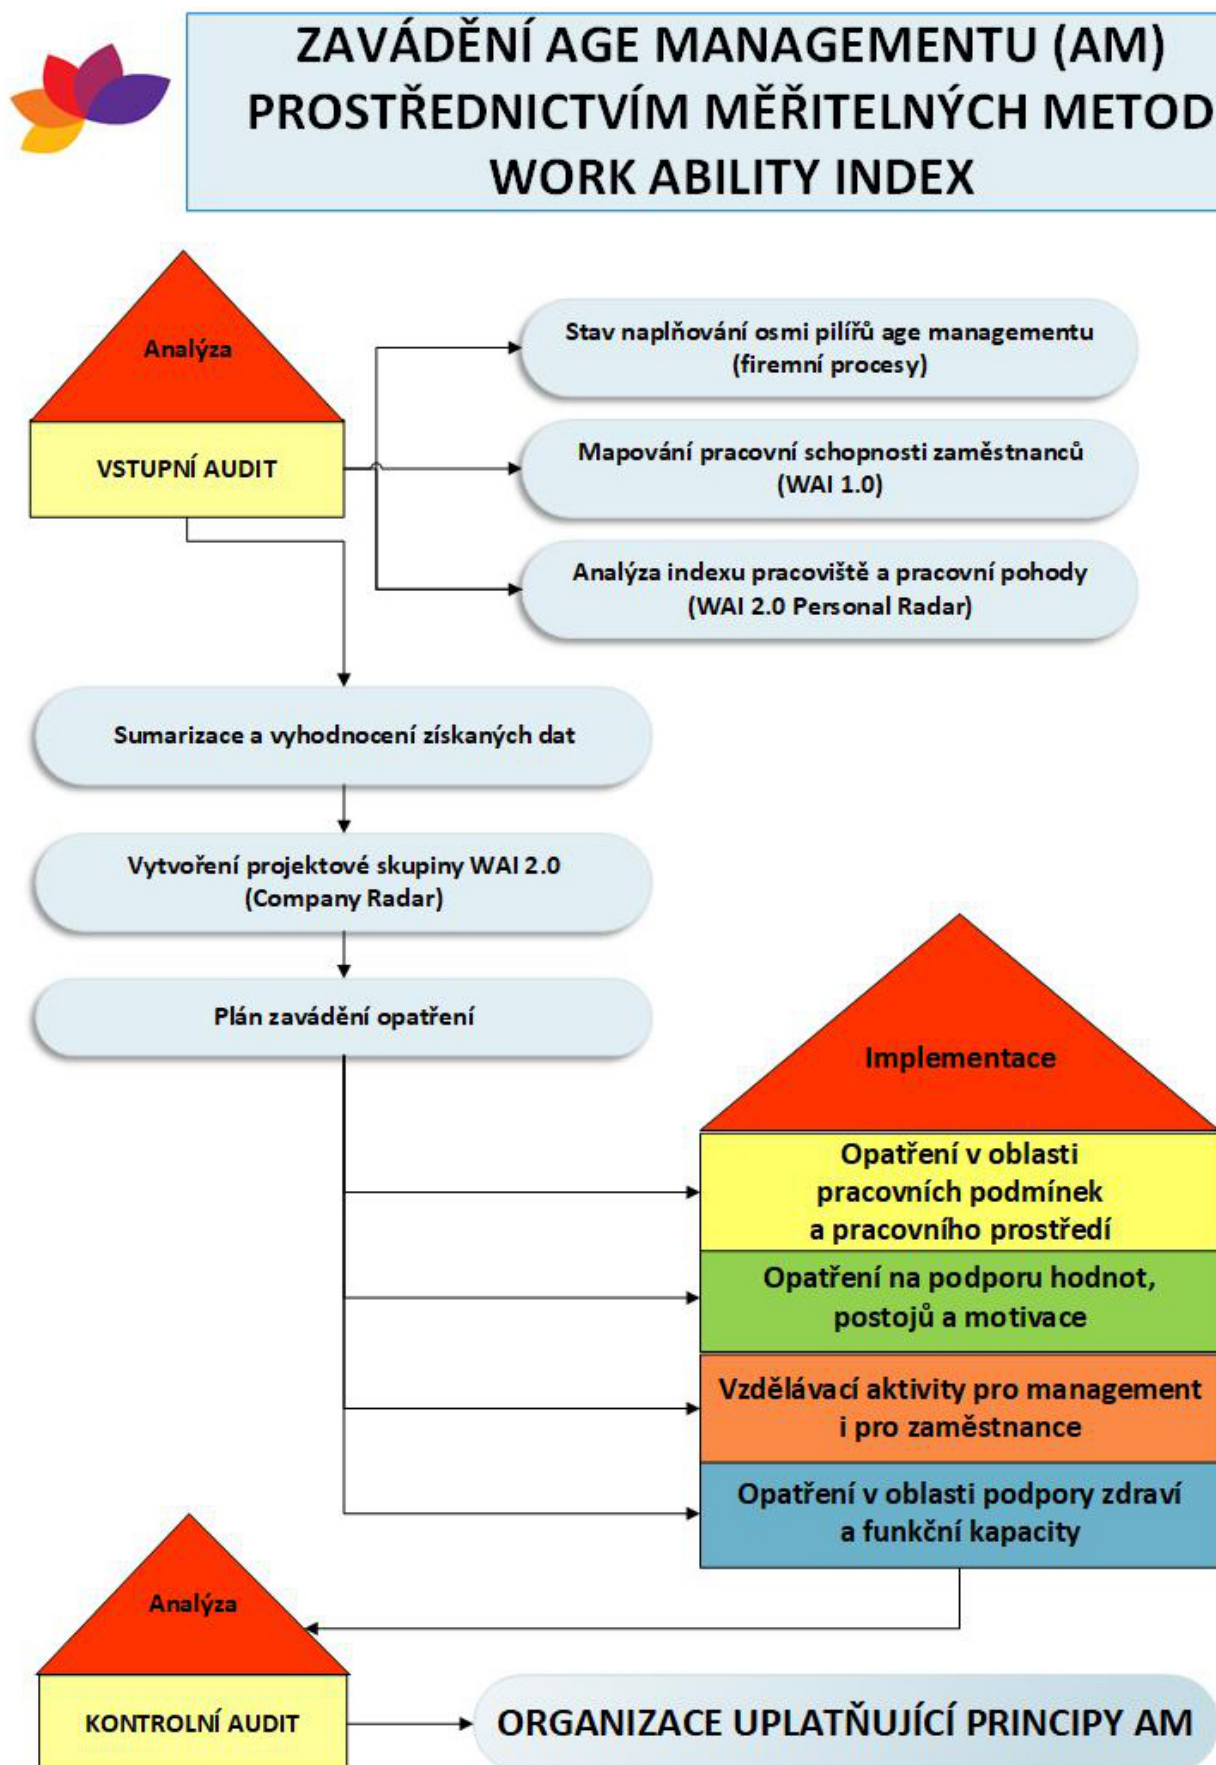 ZAVÁDĚNÍ AGE MANAGEMENTU (AM)
PROSTŘEDNICTVÍM MĚŘITELNÝCH METOD
WORK ABILITY INDEX
Analýza
VSTUPNÍ AUDIT
Stav naplňování osmi pilířů age managementu
(firemní procesy)
Mapování pracovní schopnosti zaměstnanců
(WAI 1.0)
Analýza indexu pracoviště a pracovní pohody
(WAI 2.0 Personal Radar)
Sumarizace a vyhodnocení získaných dat
Vytvoření projektové skupiny WAI 2.0
(Company Radar)
Plán zavádění opatření
Implementace
Opatření v oblasti
pracovních podmínek
a pracovního prostředí
Opatření na podporu hodnot,
postojů a motivace
Vzdělávací aktivity pro management
i pro zaměstnance
Opatření v oblasti podpory zdraví
a funkční kapacity
Analýza
KONTROLNÍ AUDIT
ORGANIZACE UPLATŇUJÍCÍ PRINCIPY AM